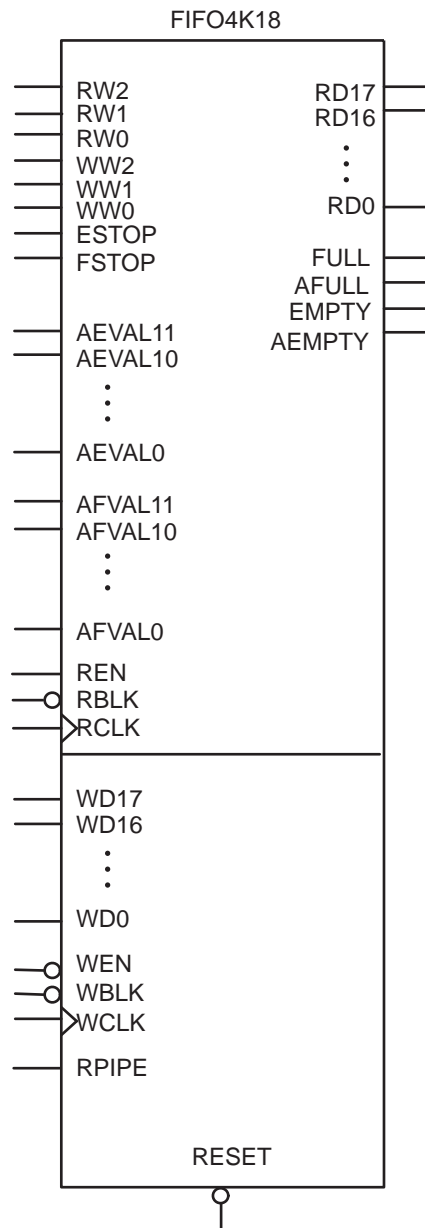 FIFO4K18
RW2
RW1
RW0
WW2
WW1
WW0
ESTOP
FSTOP
AEVAL11
AEVAL10
AEVAL0
AFVAL11
AFVAL10
AFVAL0
REN
RBLK
RCLK
RD17
RD16
RD0
FULL
AFULL
EMPTY
AEMPTY
WD17
WD16
WD0
WEN
WBLK
WCLK
RPIPE
RESET